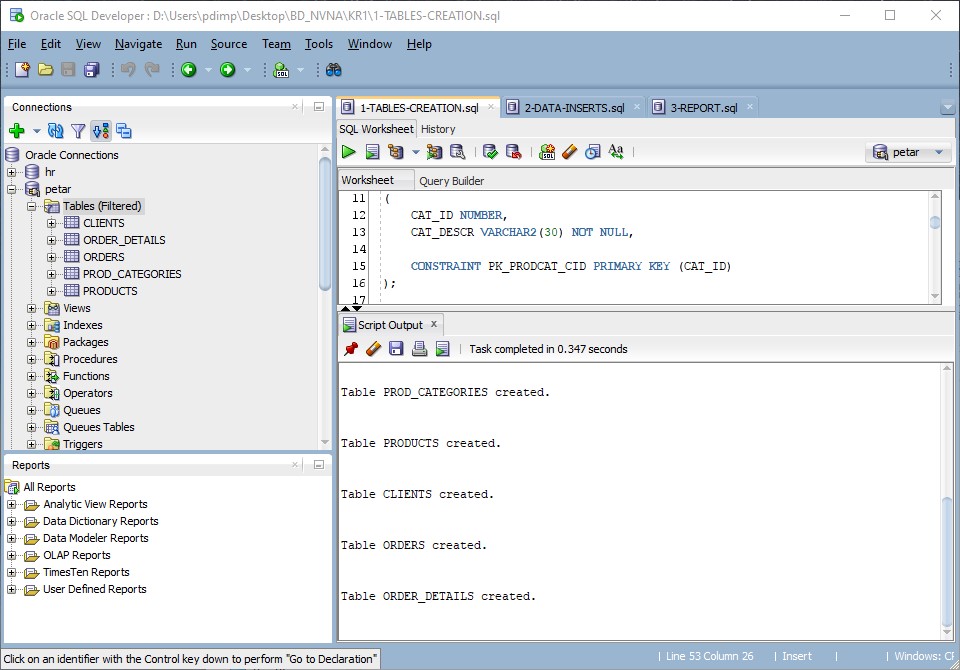 Oracle SQL Developer : D:\Users\pdimp\Desktop\BD_NVNA\KR1\1-TABLES-CREATION.sql
File Edit View Navigate Run Source Team Tools Window Help
Connections
Oracle Connections
hr
petar
Tables (Filtered)
CLIENTS
ORDER_DETAILS
ORDERS
PROD_CATEGORIES
PRODUCTS
Views
Indexes
Packages
Procedures
Functions
Operators
Queues
Queues Tables
Triggers
Reports
All Reports
Analytic View Reports
Data Dictionary Reports
Data Modeler Reports
OLAP Reports
TimesTen Reports
User Defined Reports
1-TABLES-CREATION.sql 2-DATA-INSERTS.sql 3-REPORT.sql
SQL Worksheet History
petar
Worksheet Query Builder
11 (
12 CAT_ID NUMBER,
13 CAT_DESCR VARCHAR2(30) NOT NULL,
14
15 CONSTRAINT PK_PRODCAT_CID PRIMARY KEY (CAT_ID)
16 );
17
Script Output x
Task completed in 0.347 seconds
Table PROD_CATEGORIES created.
Table PRODUCTS created.
Table CLIENTS created.
Table ORDERS created.
Table ORDER_DETAILS created.
Click on an identifier with the Control key down to perform "Go to Declaration"
Line 53 Column 26 | Insert | | Windows: